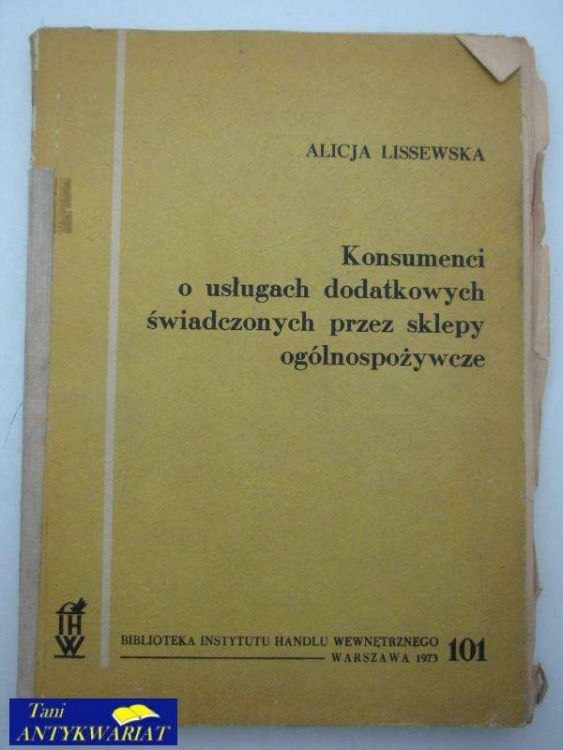 ALICJA LISSEWSKA
Konsumenci
o usługach dodatkowych
świadczonych przez sklepy
ogólnospożywcze
IHW
BIBLIOTEKA INSTYTUTU HANDLU WEWNĘTRZNEGO 101
WARSZAWA 1973
Tani
ANTYKWARIAT